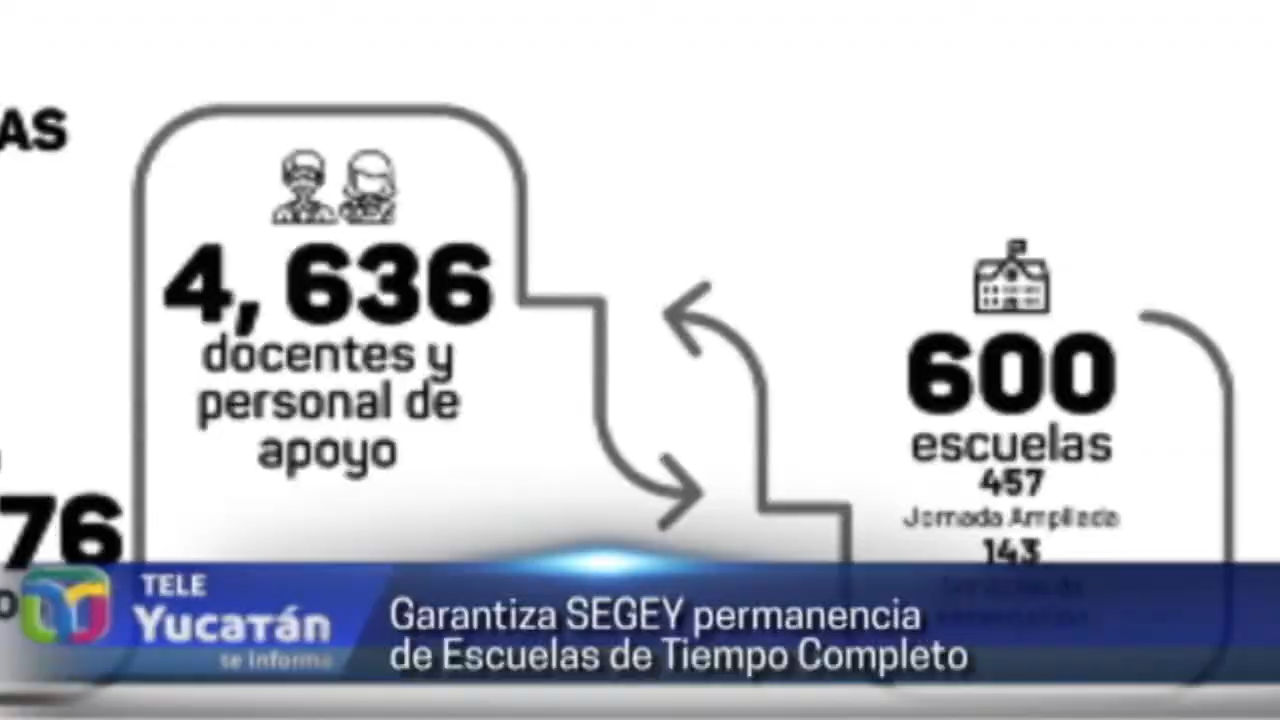 AS
4, 636
docentes y
personal de
apoyo
600
escuelas
457
Jornada Ampliada
143
76
TELE
Yucatán
se informa
Garantiza SEGEY permanencia
de Escuelas de Tiempo Completo